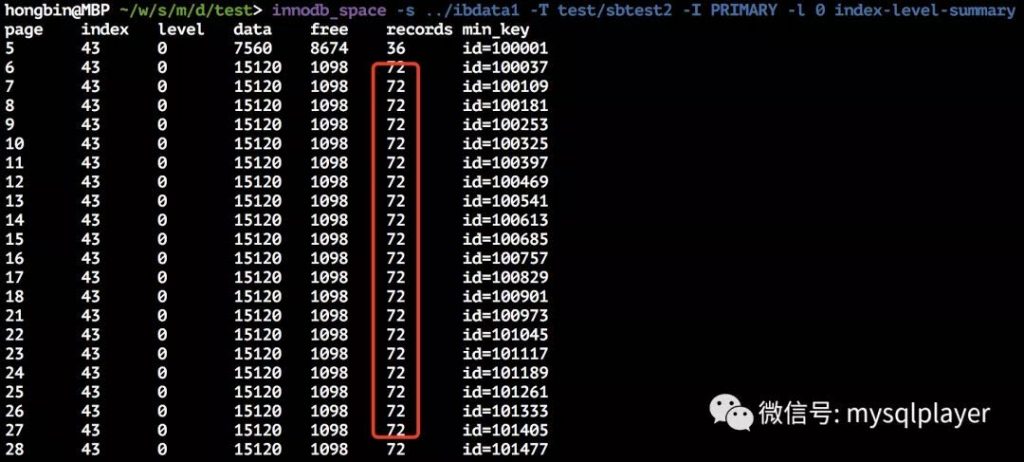 hongbin@MBP ~/w/s/m/d/test> innodb_space -s ../ibdata1 -T test/sbtest2 -I PRIMARY -l 0 index-level-summary
page index level data free records min_key
5 43 0 7560 8674 36 id=100001
6 43 0 15120 1098 72 id=100037
7 43 0 15120 1098 72 id=100109
8 43 0 15120 1098 72 id=100181
9 43 0 15120 1098 72 id=100253
10 43 0 15120 1098 72 id=100325
11 43 0 15120 1098 72 id=100397
12 43 0 15120 1098 72 id=100469
13 43 0 15120 1098 72 id=100541
14 43 0 15120 1098 72 id=100613
15 43 0 15120 1098 72 id=100685
16 43 0 15120 1098 72 id=100757
17 43 0 15120 1098 72 id=100829
18 43 0 15120 1098 72 id=100901
21 43 0 15120 1098 72 id=100973
22 43 0 15120 1098 72 id=101045
23 43 0 15120 1098 72 id=101117
24 43 0 15120 1098 72 id=101189
25 43 0 15120 1098 72 id=101261
26 43 0 15120 1098 72 id=101333
27 43 0 15120 1098 72 id=101405
28 43 0 15120 1098 72 id=101477
微信号: mysqlplayer